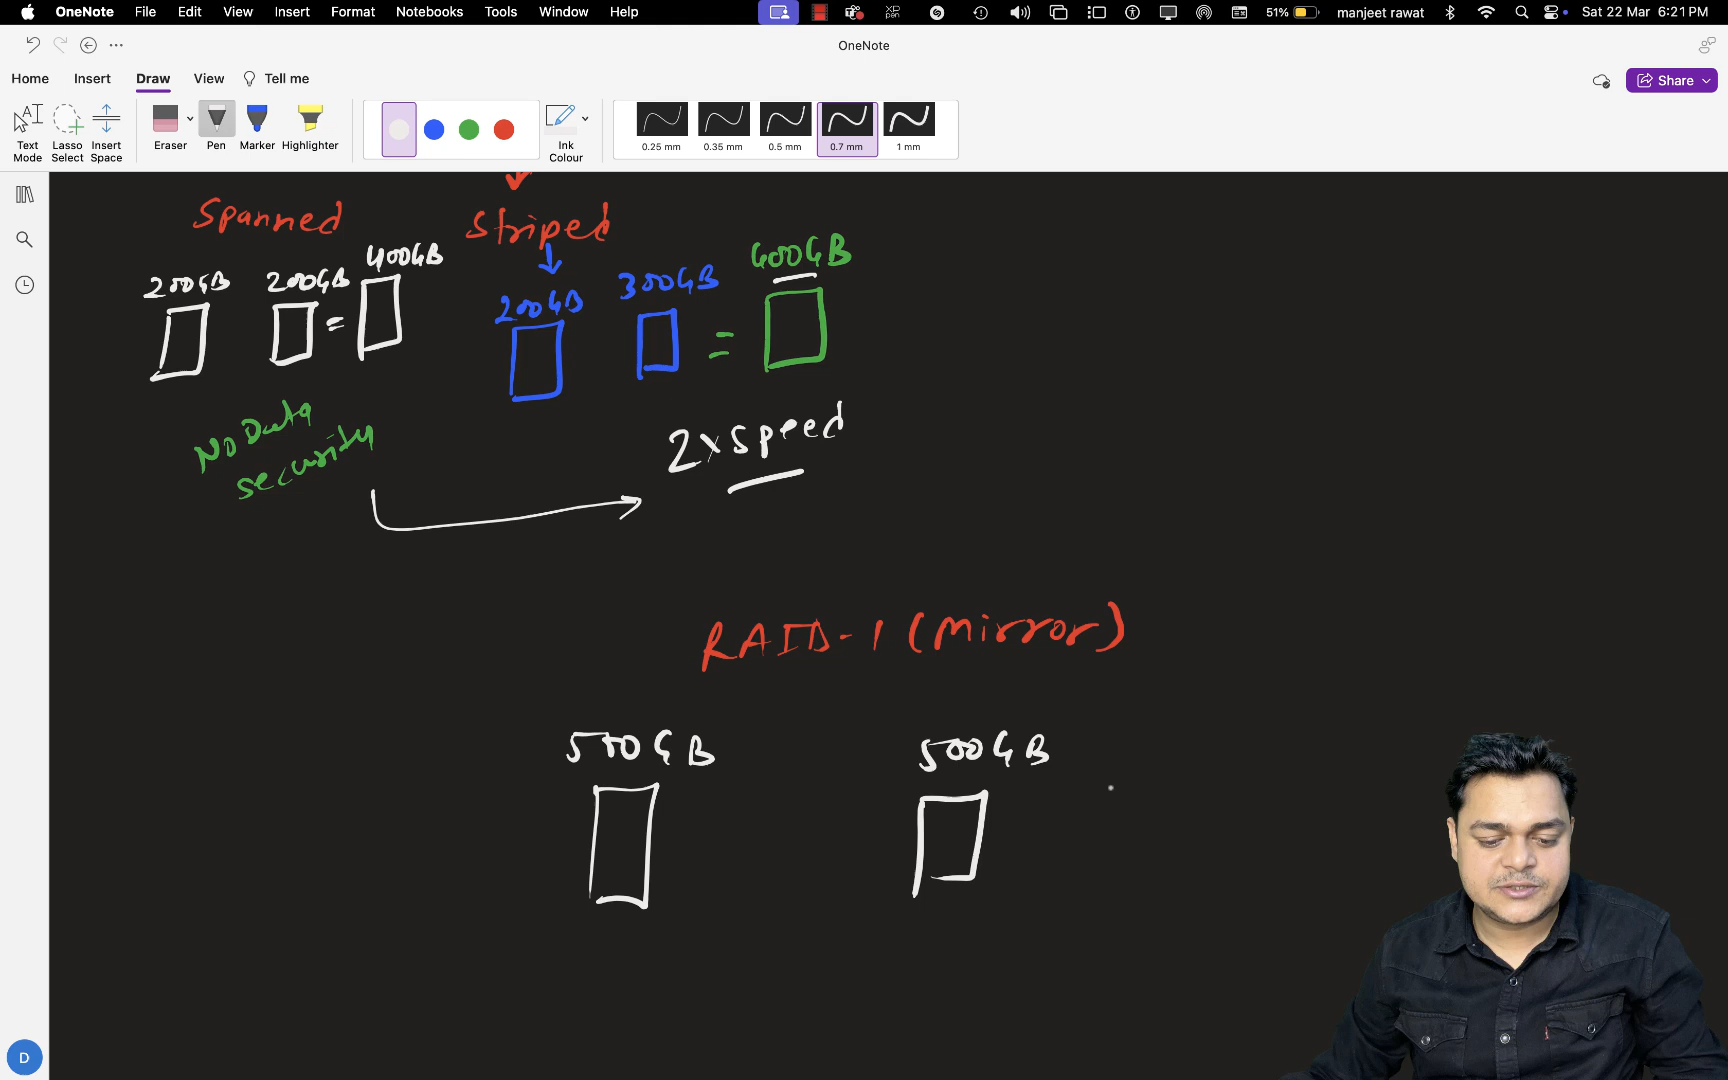 OneNote File Edit View Insert Format Notebooks Tools Window Help 51% manjeet rawat Sat 22 Mar 6:21 PM
OneNote
Home Insert Draw View Tell me Share
Text Mode
Lasso Select
Insert Space
Eraser
Pen
Marker
Highlighter
Ink Colour
0.25 mm 0.35 mm 0.5 mm 0.7 mm 1 mm
Spanned
Striped
200GB 200GB 400GB
=
200GB 300GB 400GB
=
No Data
security
2xspeed
RAID-1 (Mirror)
500GB 500GB
D